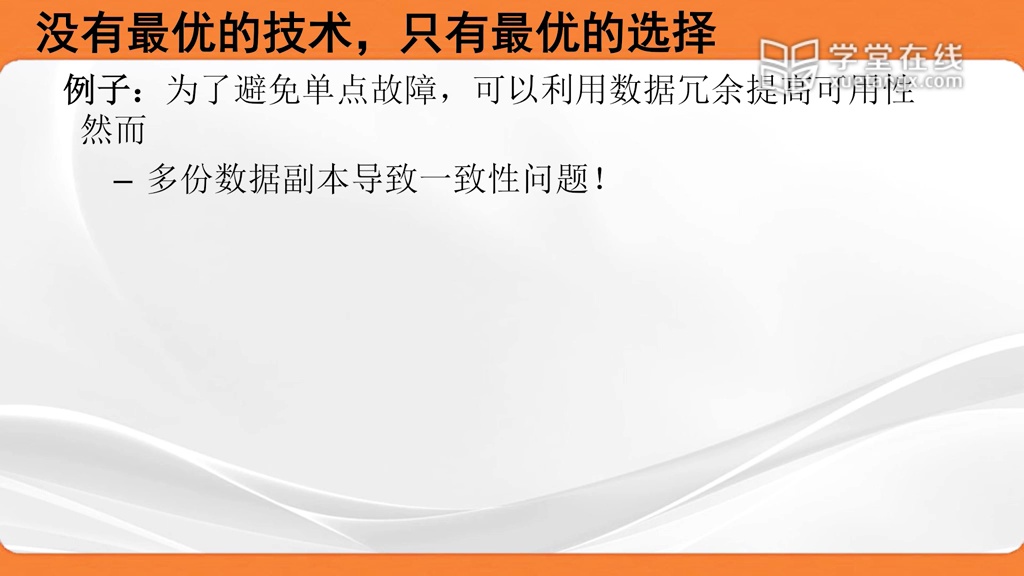 没有最优的技术，只有最优的选择
学堂在线
xuetangx.com
例子：为了避免单点故障，可以利用数据冗余提高可用性
然而
– 多份数据副本导致一致性问题！